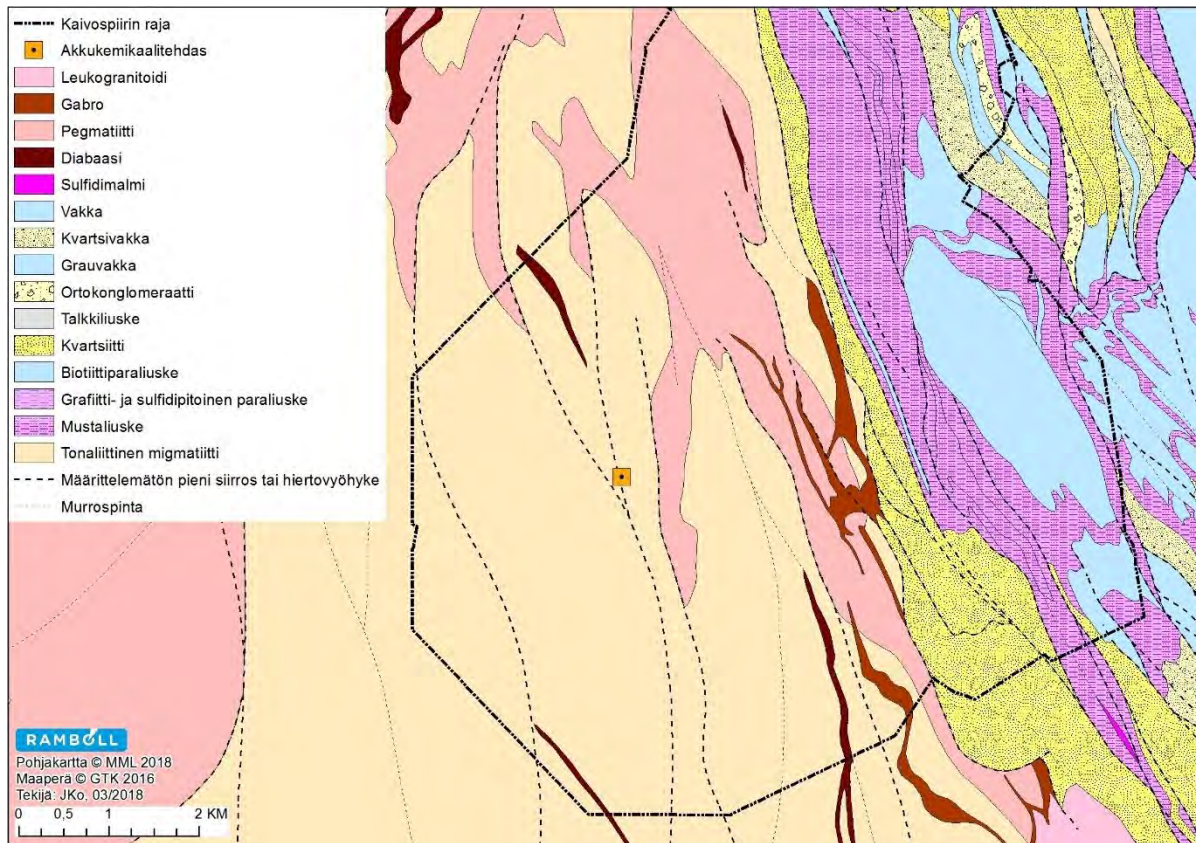 Kaivospiirin raja
Akkukemikaalitehdas
Leukogranitoidi
Gabro
Pegmatiitti
Diabaasi
Sulfidimalmi
Vakka
Kvartsivakka
Grauvakka
Ortokonglomeraatti
Talkkiliuske
Kvartsiitti
Biotiittiparaliuske
Grafiitti- ja sulfidipitoinen paraliuske
Mustaliuske
Tonaliittinen migmatiitti
Määrittelemätön pieni siirros tai hiertovyöhyke
Murrospinta
RAMBOLL
Pohjakartta © MML 2018
Maaperä © GTK 2016
Tekijä: JKo, 03/2018
0 0,5 1 2 KM